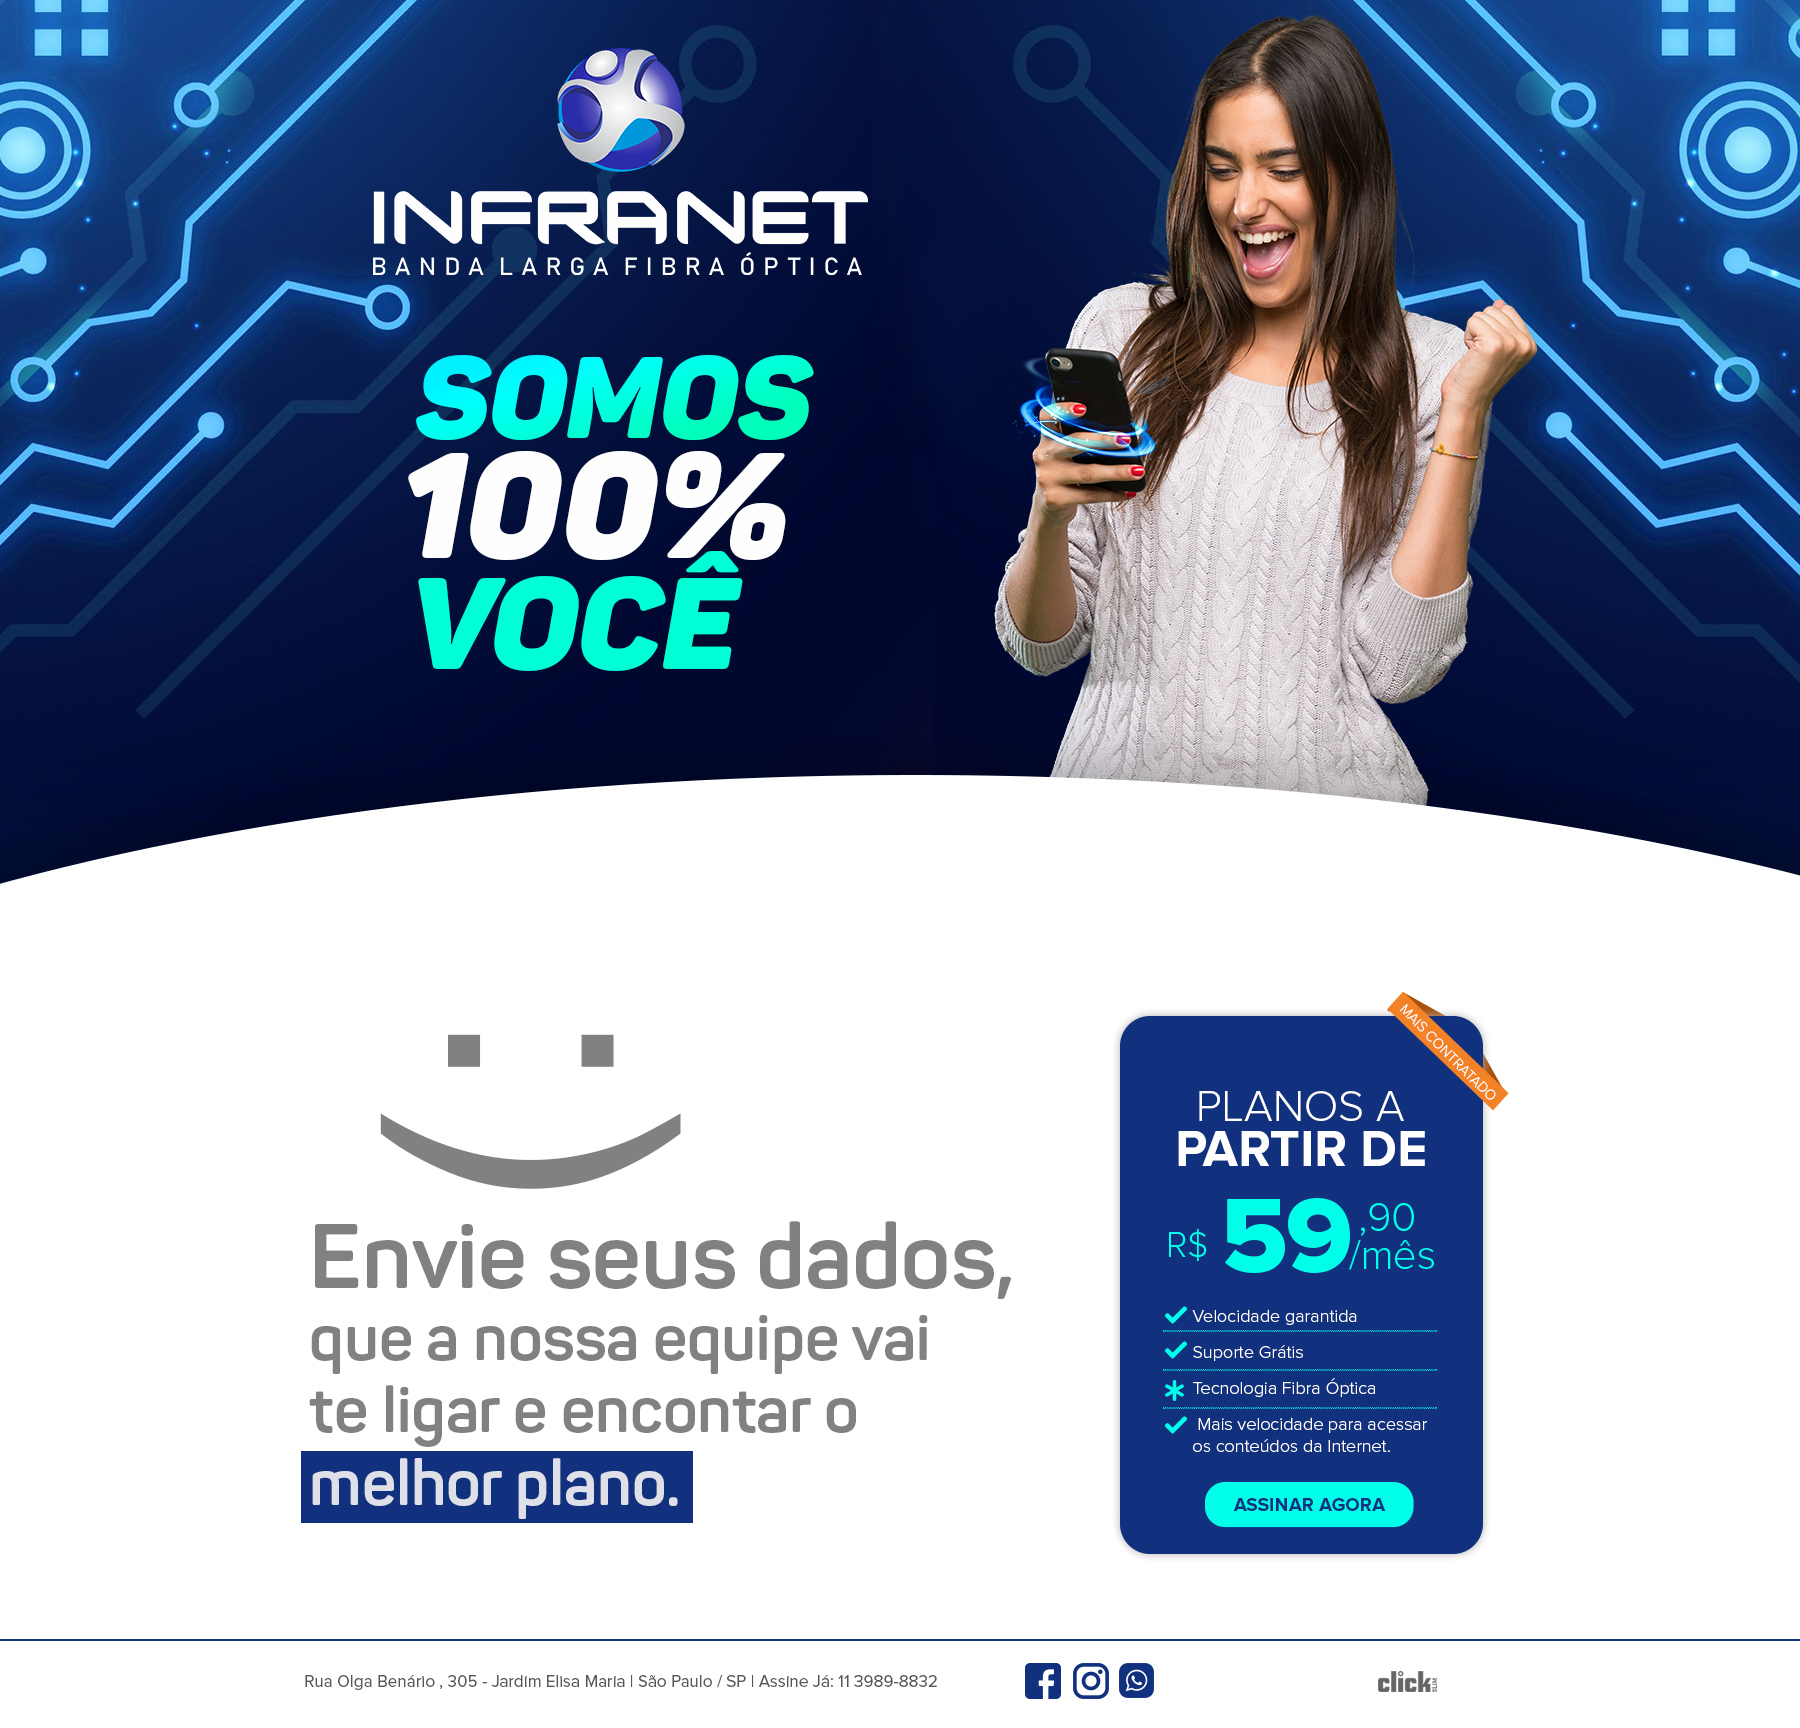 INFRANET
BANDA LARGA FIBRA ÓPTICA
SOMOS
100%
VOCÊ
Envie seus dados,
que a nossa equipe vai
te ligar e encontar o
melhor plano.
MAIS CONTRATADO
PLANOS A
PARTIR DE
R$ 59,90
/mês
Velocidade garantida
Suporte Grátis
Tecnologia Fibra Óptica
Mais velocidade para acessar
os conteúdos da Internet.
ASSINAR AGORA
Rua Olga Benário , 305 - Jardim Elisa Maria | São Paulo / SP | Assine Já: 11 3989-8832
click